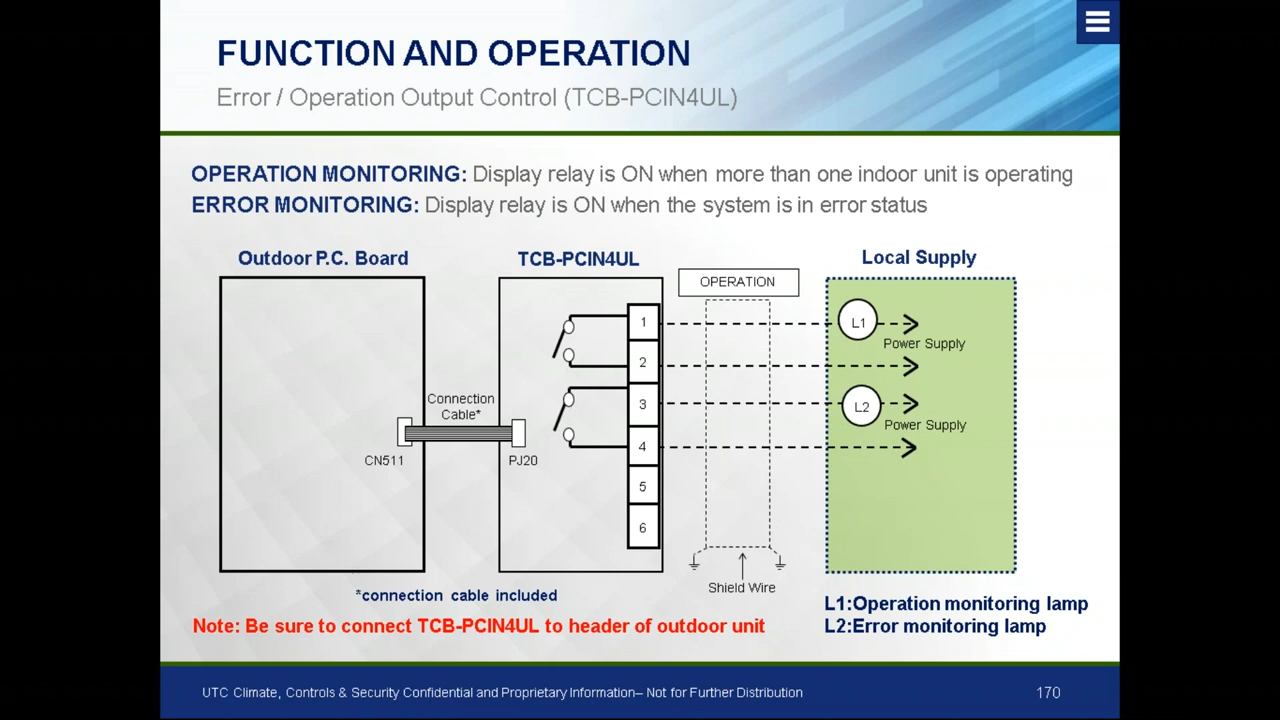 FUNCTION AND OPERATION
Error / Operation Output Control (TCB-PCIN4UL)
OPERATION MONITORING: Display relay is ON when more than one indoor unit is operating
ERROR MONITORING: Display relay is ON when the system is in error status
Outdoor P.C. Board
TCB-PCIN4UL
Local Supply
OPERATION
1
L1
Power Supply
2
3
L2
Power Supply
4
5
6
Connection
Cable*
CN511
PJ20
Shield Wire
*connection cable included
L1:Operation monitoring lamp
Note: Be sure to connect TCB-PCIN4UL to header of outdoor unit
L2:Error monitoring lamp
UTC Climate, Controls & Security Confidential and Proprietary Information– Not for Further Distribution
170